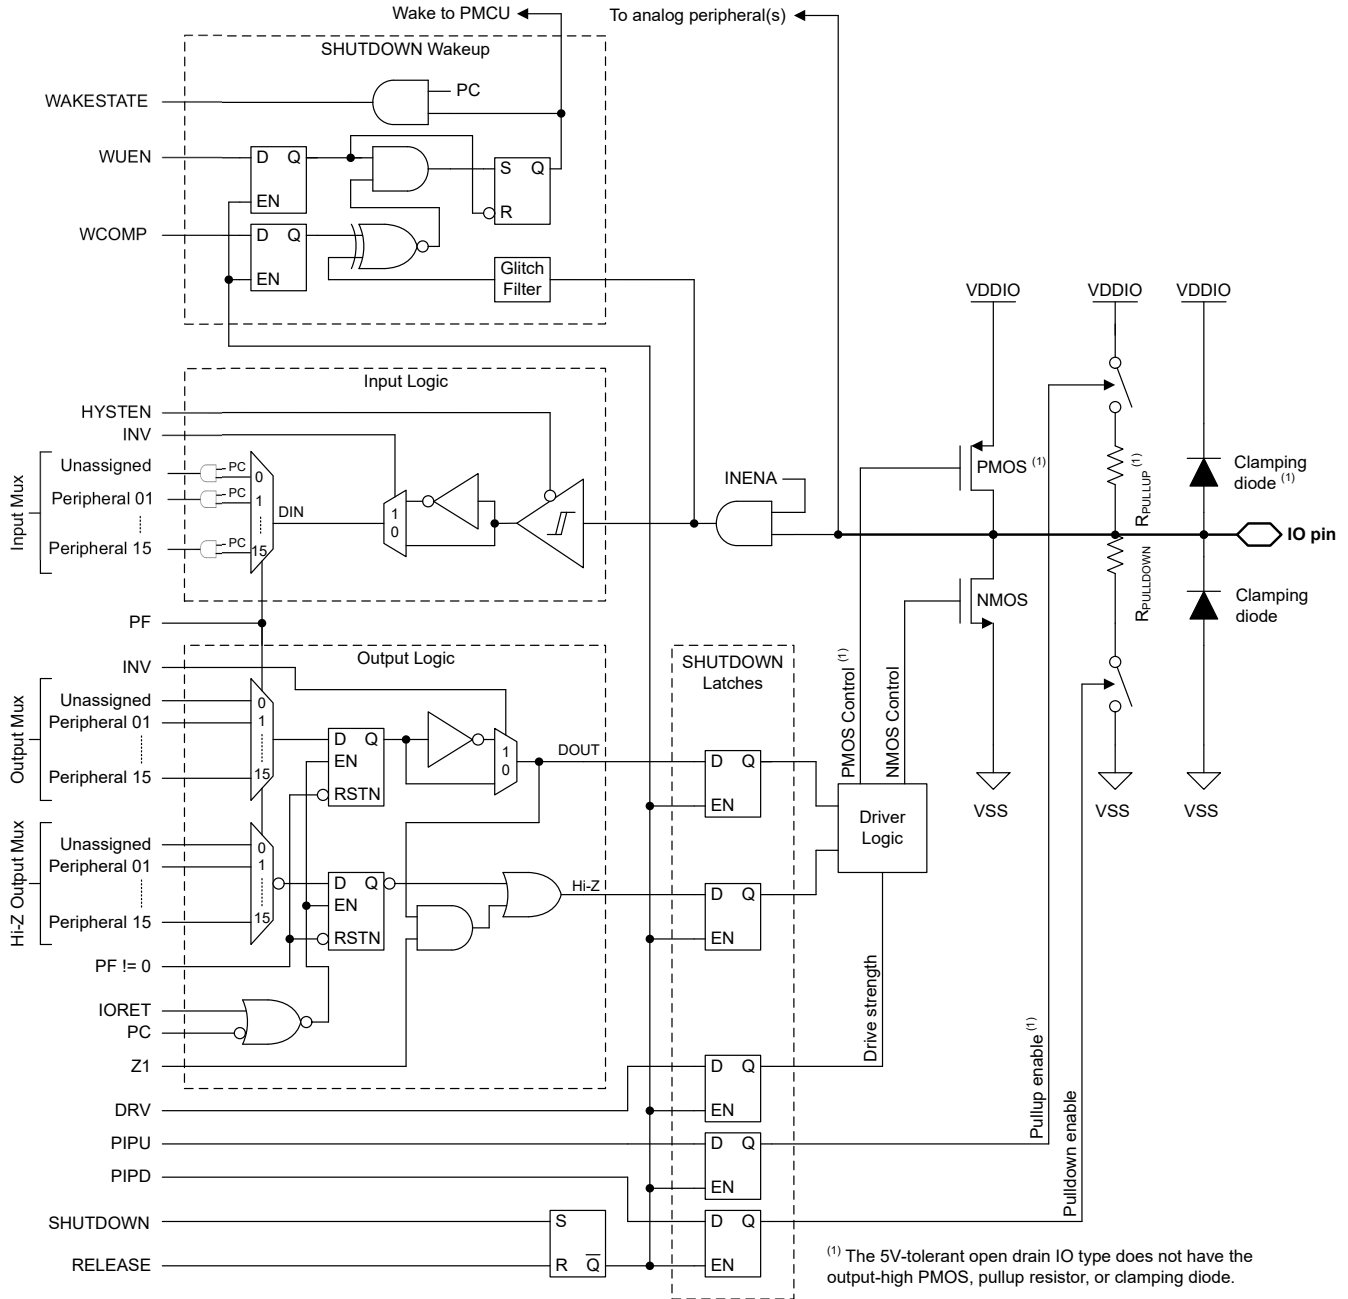 Wake to PMCU
To analog peripheral(s)
SHUTDOWN Wakeup
WAKESTATE
PC
WUEN
D Q
EN
S Q
R
WCOMP
D Q
EN
Glitch
Filter
VDDIO
VDDIO
VDDIO
Input Logic
HYSTEN
INV
Input Mux
Unassigned
PC
0
Peripheral 01
PC
1
Peripheral 15
PC
15
DIN
1
0
INENA
PMOS (1)
RPULLUP (1)
Clamping
diode (1)
IO pin
RPULLDOWN
NMOS
Clamping
diode
PF
Output Logic
INV
Output Mux
Unassigned
0
Peripheral 01
1
Peripheral 15
15
D Q
EN
RSTN
1
0
DOUT
SHUTDOWN
Latches
D Q
EN
PMOS Control (1)
NMOS Control
Driver
Logic
VSS
VSS
VSS
Hi-Z Output Mux
Unassigned
0
Peripheral 01
1
Peripheral 15
15
D Q
EN
RSTN
Hi-Z
D Q
EN
PF != 0
IORET
PC
Z1
Drive strength
D Q
EN
DRV
PIPU
D Q
EN
Pullup enable (1)
Pulldown enable
PIPD
SHUTDOWN
S
D Q
EN
RELEASE
R Q̅
(1) The 5V-tolerant open drain IO type does not have the
output-high PMOS, pullup resistor, or clamping diode.